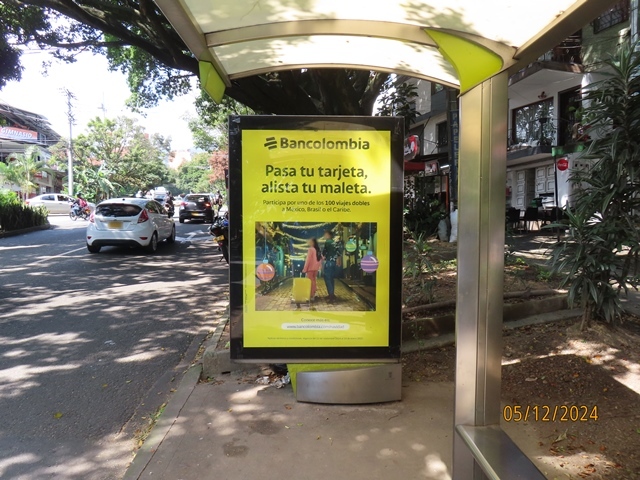 Bancolombia
Pasa tu tarjeta,
alista tu maleta.
Participa por uno de los 100 viajes dobles
a México, Brasil o el Caribe.
05/12/2024